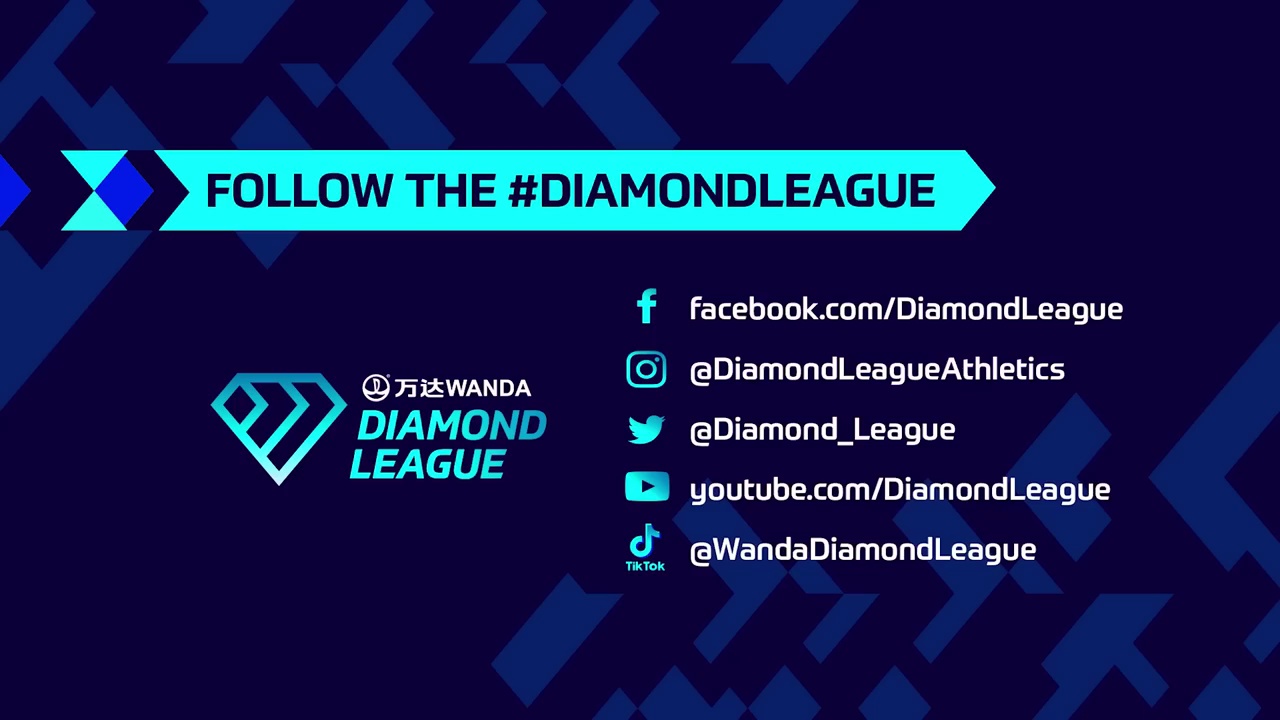 FOLLOW THE #DIAMONDLEAGUE
万达WANDA
DIAMOND
LEAGUE
facebook.com/DiamondLeague
@DiamondLeagueAthletics
@Diamond_League
youtube.com/DiamondLeague
TikTok
@WandaDiamondLeague